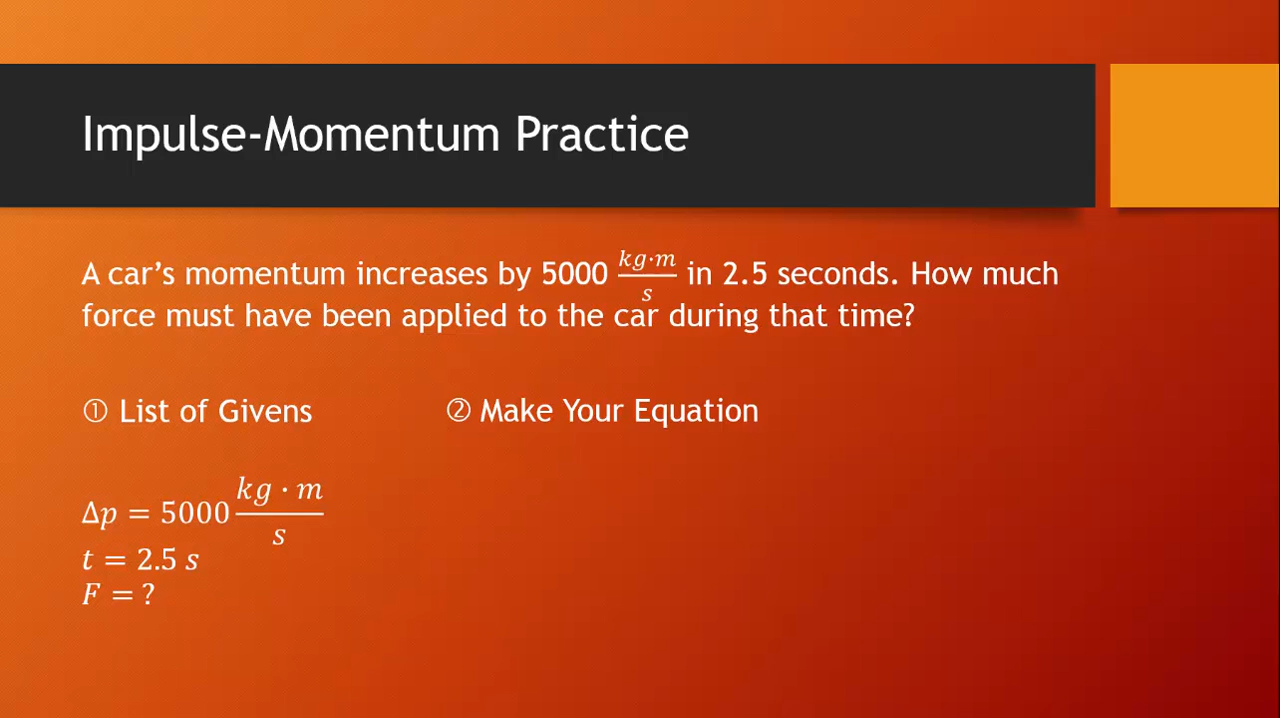 Impulse-Momentum Practice
A car's momentum increases by 5000 kg·m/s in 2.5 seconds. How much
force must have been applied to the car during that time?
① List of Givens
② Make Your Equation
Δp = 5000 kg·m/s
t = 2.5 s
F = ?